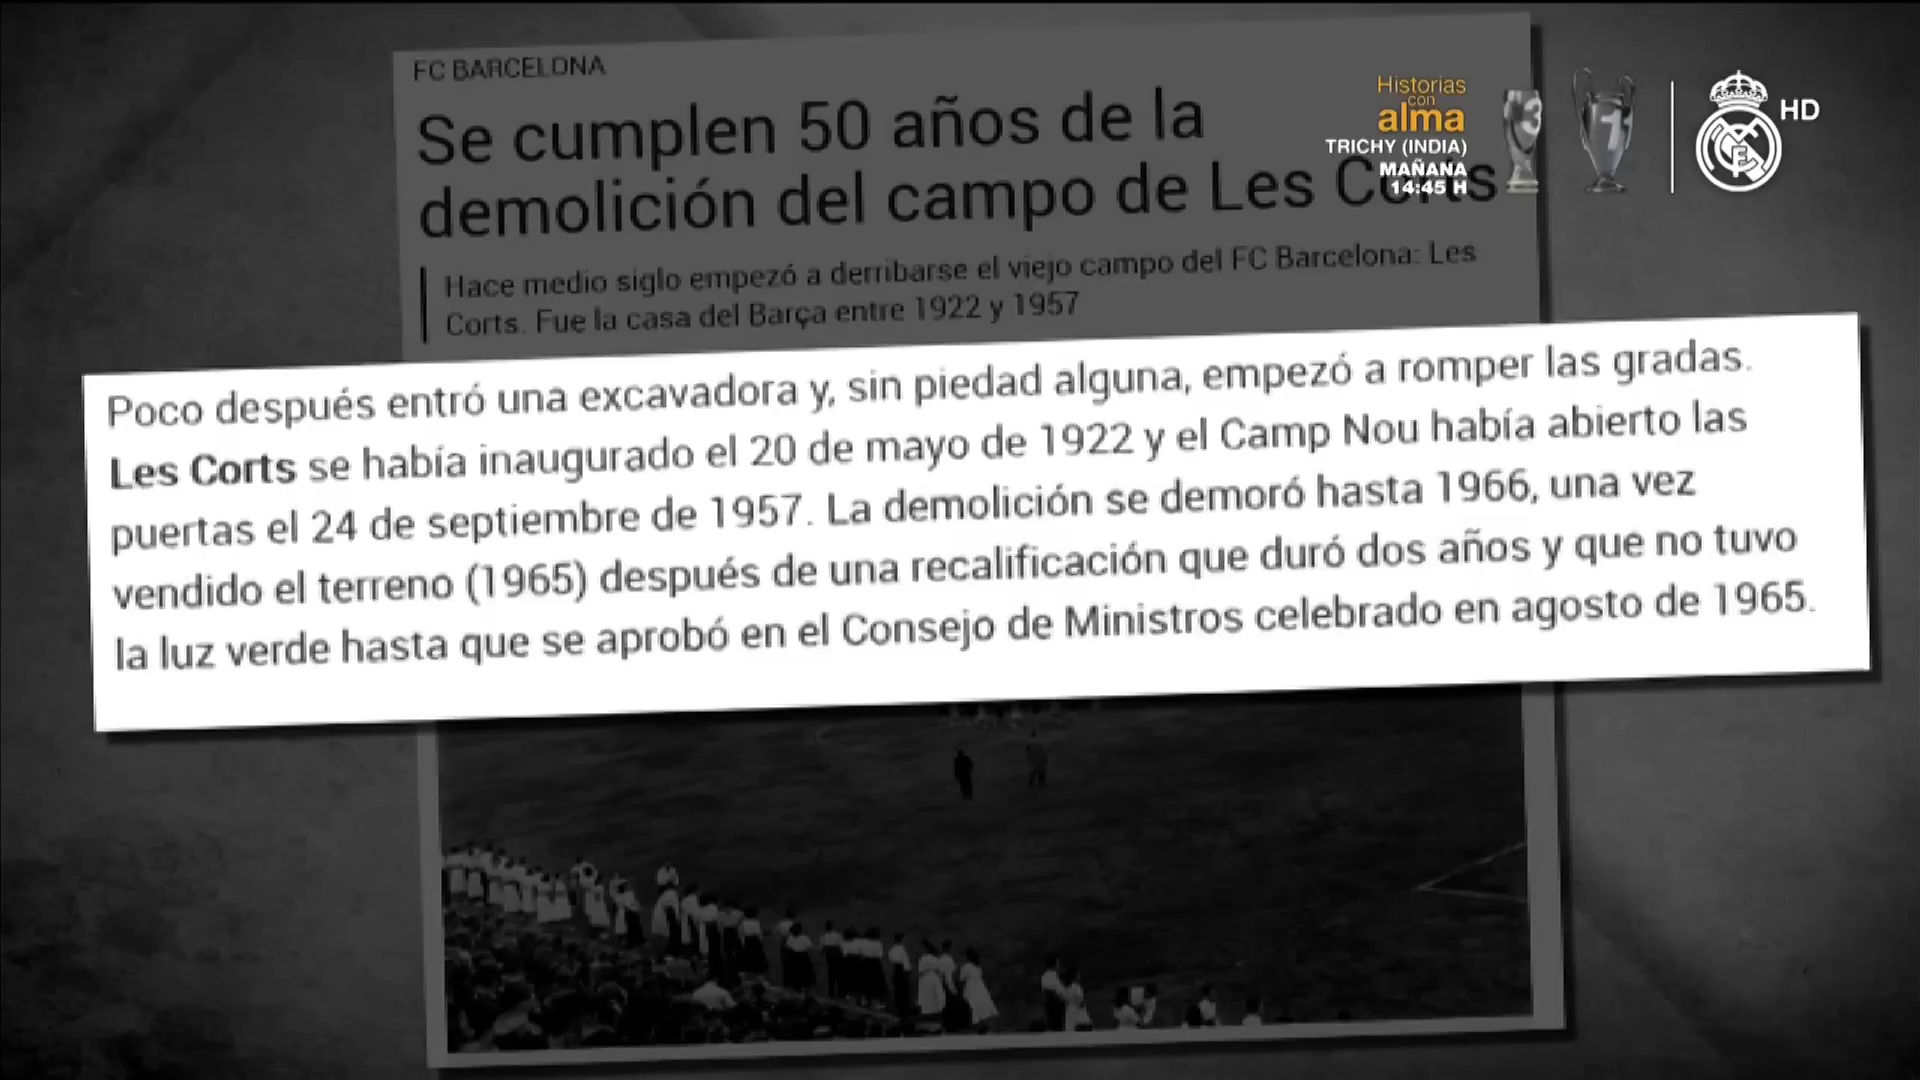 FC BARCELONA
Se cumplen 50 años de la
demolición del campo de Les Corts
Hace medio siglo empezó a derribarse el viejo campo del FC Barcelona: Les
Corts. Fue la casa del Barça entre 1922 y 1957
Historias
con
alma
TRICHY (INDIA)
MAÑANA
14:45 H
HD
Poco después entró una excavadora y, sin piedad alguna, empezó a romper las gradas.
Les Corts se había inaugurado el 20 de mayo de 1922 y el Camp Nou había abierto las
puertas el 24 de septiembre de 1957. La demolición se demoró hasta 1966, una vez
vendido el terreno (1965) después de una recalificación que duró dos años y que no tuvo
la luz verde hasta que se aprobó en el Consejo de Ministros celebrado en agosto de 1965.